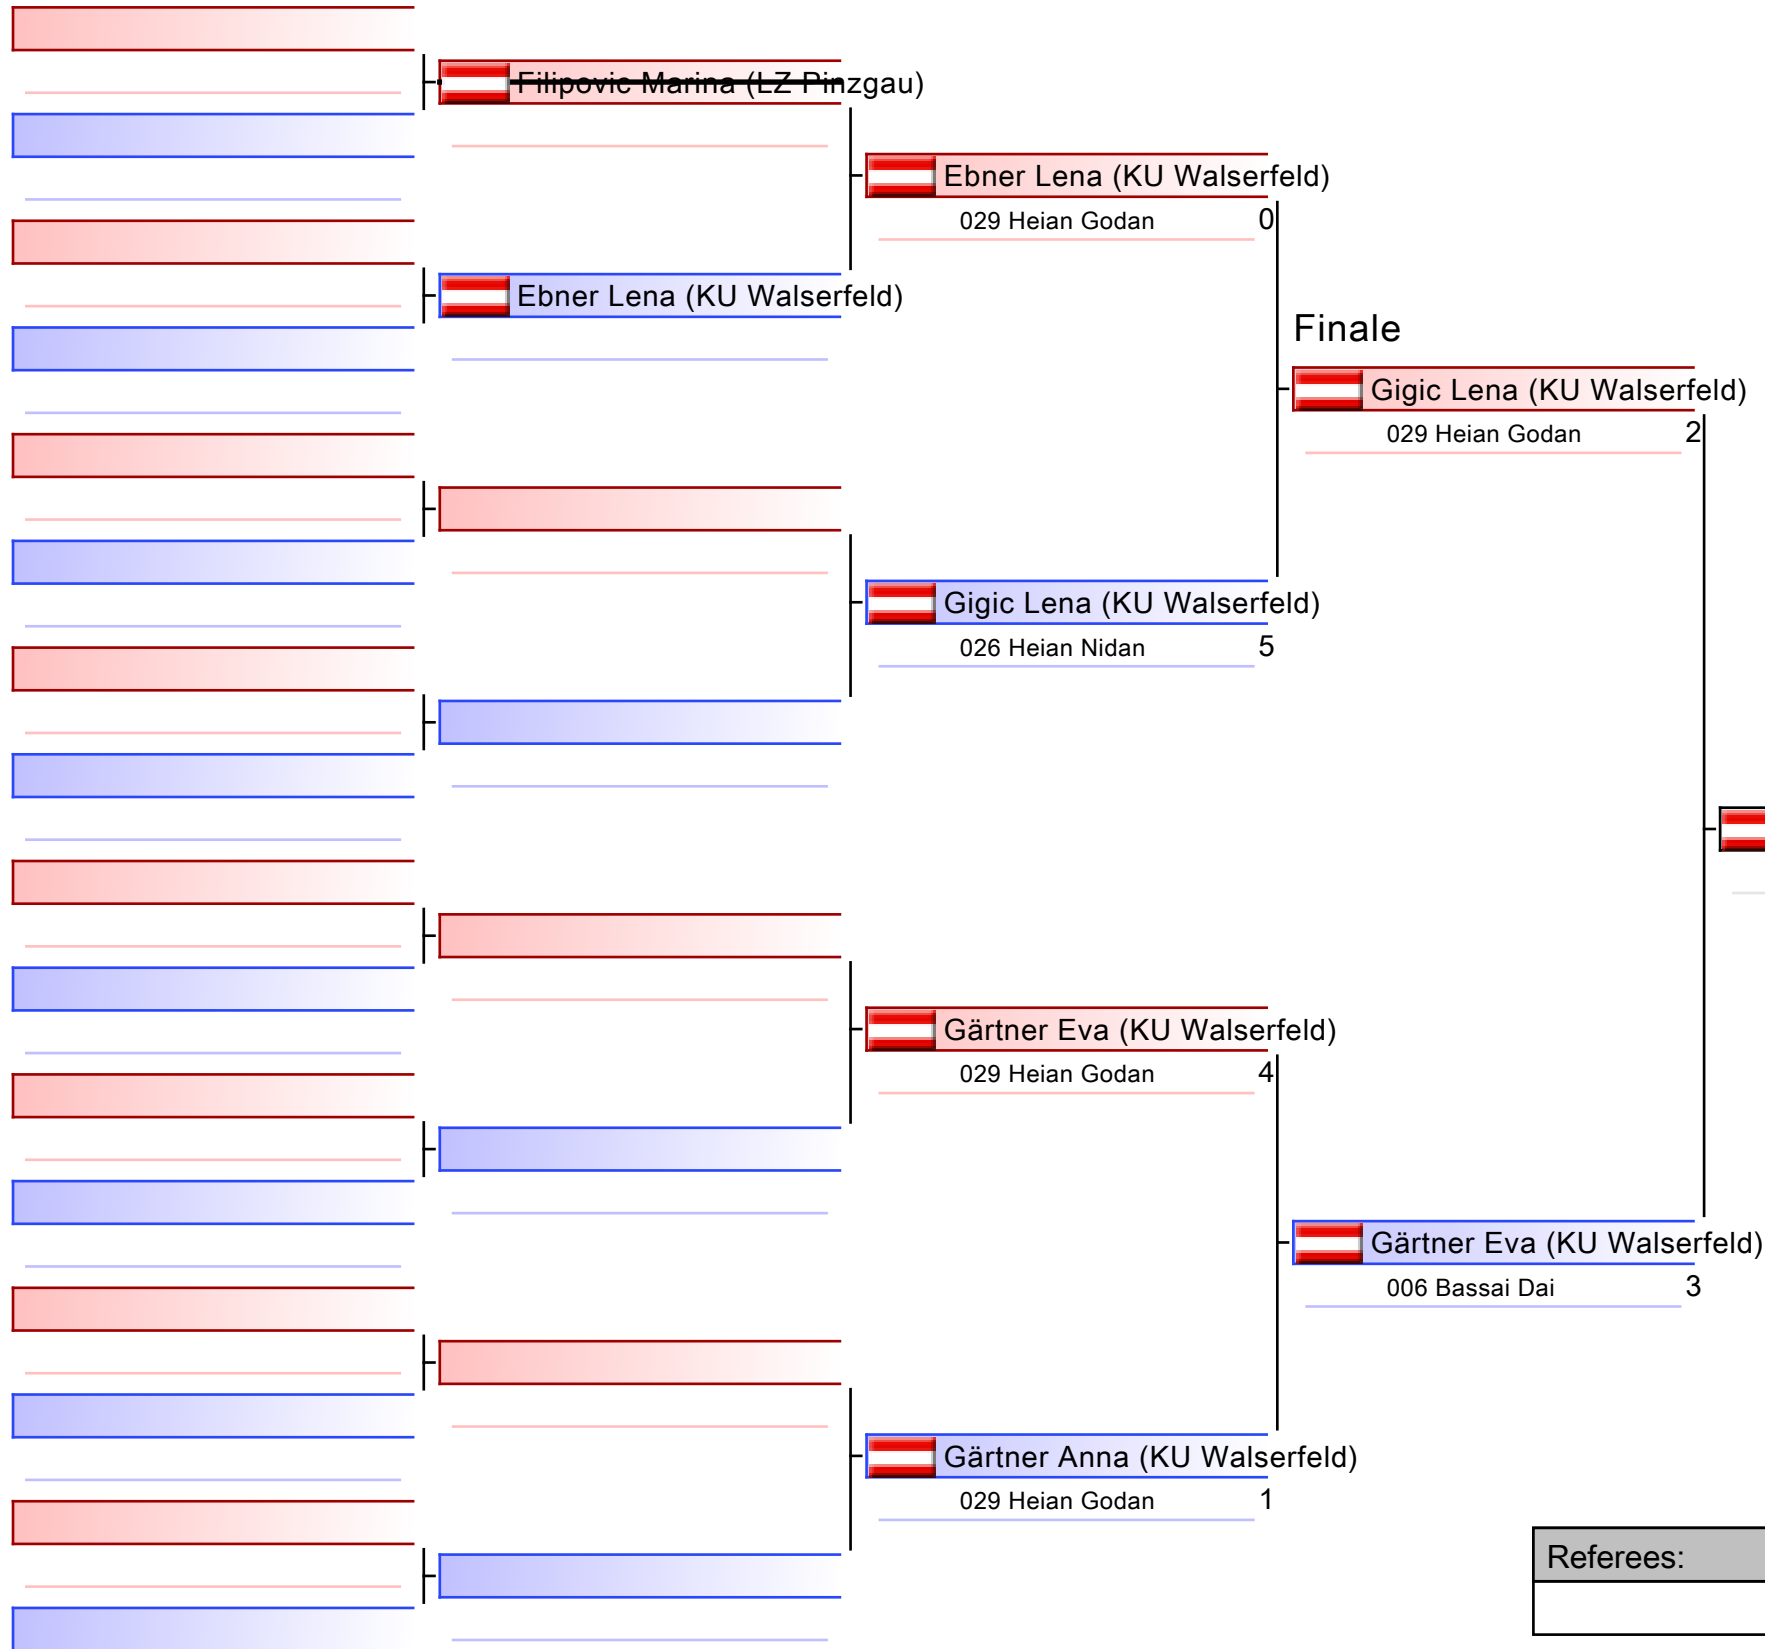 Filipovic Marina (LZ Pinzgau)
Ebner Lena (KU Walserfeld)
029 Heian Godan 0
Ebner Lena (KU Walserfeld)
Finale
Gigic Lena (KU Walserfeld)
029 Heian Godan 2
Gigic Lena (KU Walserfeld)
026 Heian Nidan 5
Gärtner Eva (KU Walserfeld)
029 Heian Godan 4
Gärtner Eva (KU Walserfeld)
006 Bassai Dai 3
Gärtner Anna (KU Walserfeld)
029 Heian Godan 1
Referees: